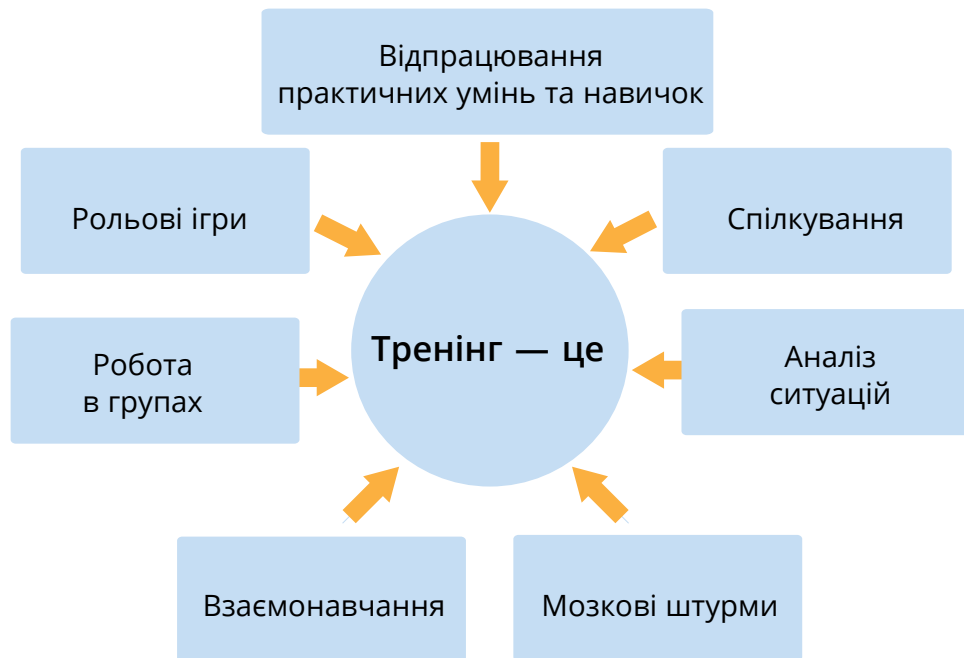 Відпрацювання
практичних умінь та навичок
Рольові ігри
Спілкування
Тренінг — це
Робота
в групах
Аналіз
ситуацій
Взаємонавчання
Мозкові штурми